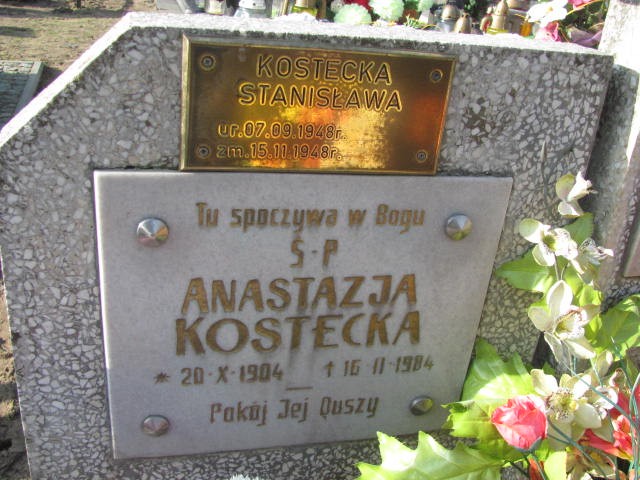 KOSTECKA
STANISŁAWA
ur.07.09.1948r.
zm.15.11.1948r.
Tu spoczywa w Bogu
Ś-P
ANASTAZJA
KOSTECKA
* 20-X-1904 † 16 II-1984
Pokój Jej Duszy